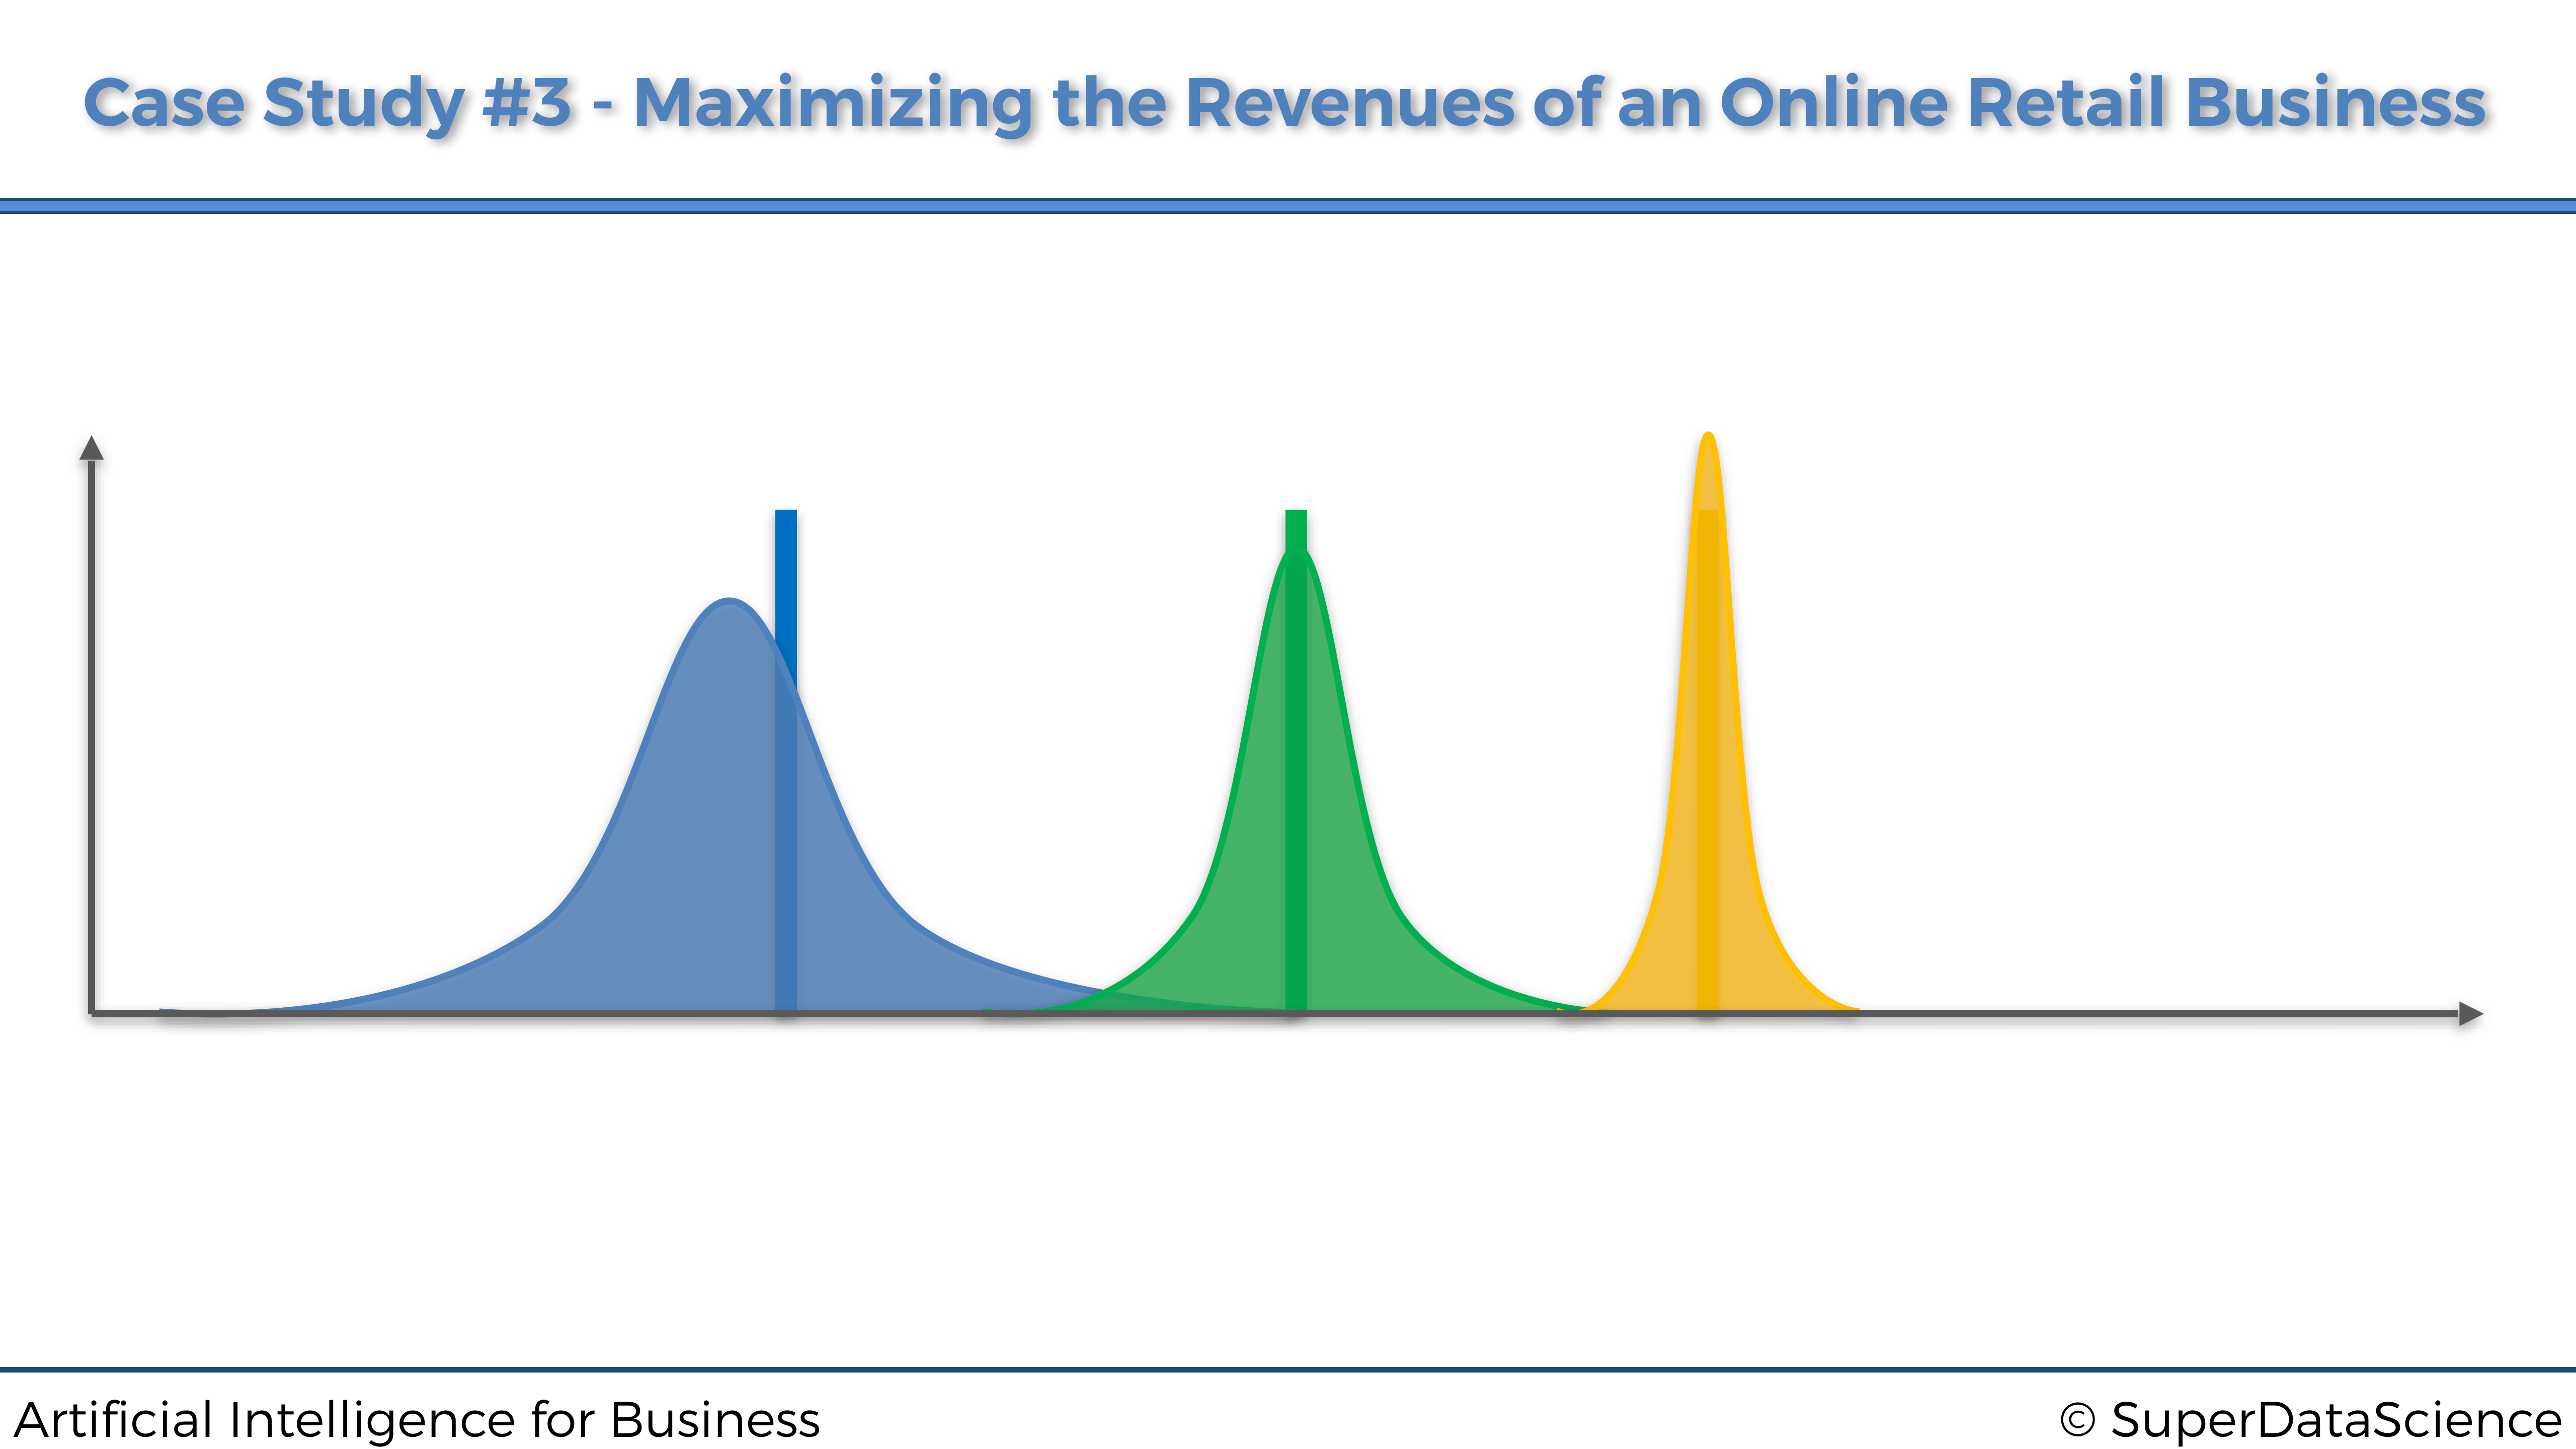 Case Study #3 - Maximizing the Revenues of an Online Retail Business
Artificial Intelligence for Business
© SuperDataScience